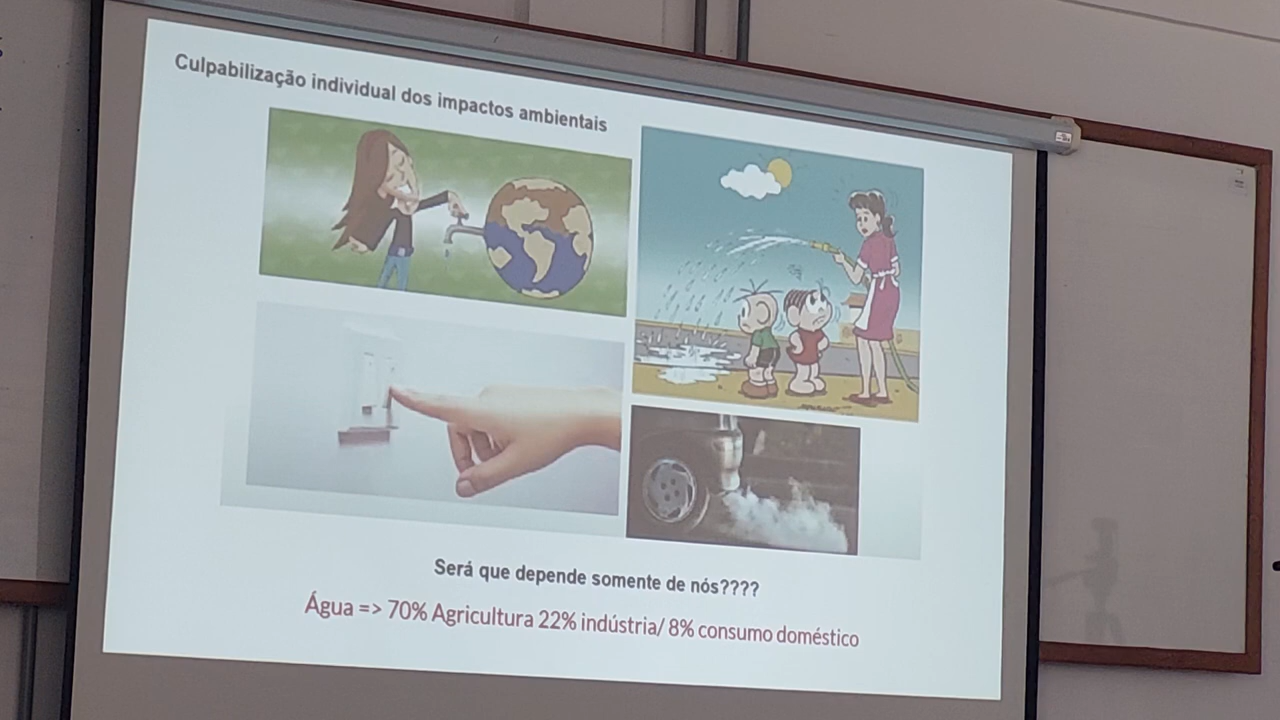 Culpabilização individual dos impactos ambientais
Será que depende somente de nós????
Água => 70% Agricultura 22% indústria/ 8% consumo doméstico